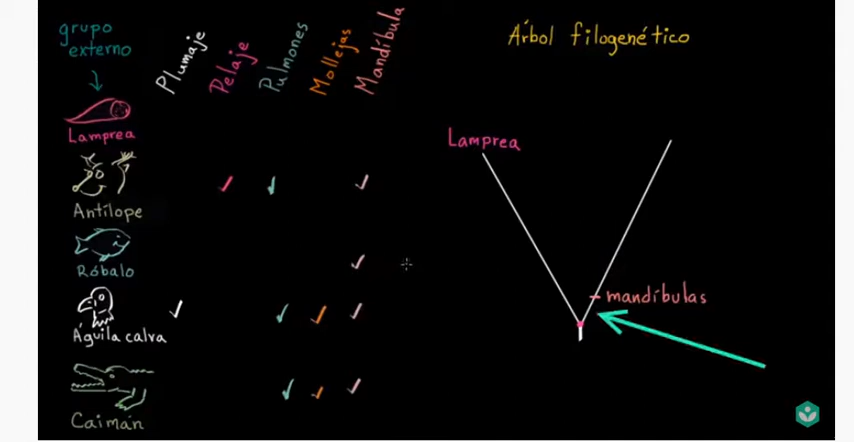 grupo
externo
Plumaje
Pelaje
Pulmones
Mollejas
Mandíbula
Árbol filogenético
Lamprea
Lamprea
Antílope
Róbalo
mandíbulas
Águila calva
Caimán